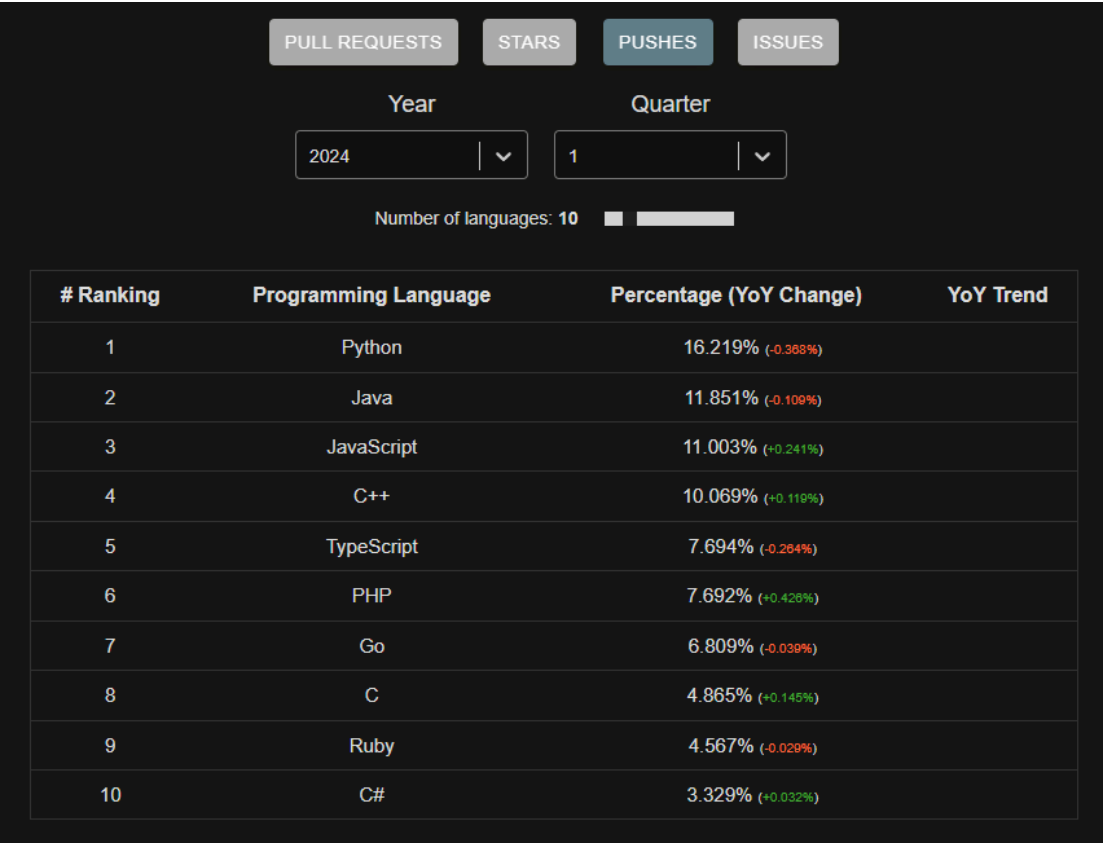 PULL REQUESTS STARS PUSHES ISSUES
Year Quarter
2024 1
Number of languages: 10
# Ranking Programming Language Percentage (YoY Change) YoY Trend
1 Python 16.219% (-0.368%)
2 Java 11.851% (-0.109%)
3 JavaScript 11.003% (+0.241%)
4 C++ 10.069% (+0.119%)
5 TypeScript 7.694% (-0.264%)
6 PHP 7.692% (+0.426%)
7 Go 6.809% (-0.039%)
8 C 4.865% (+0.145%)
9 Ruby 4.567% (-0.029%)
10 C# 3.329% (+0.032%)